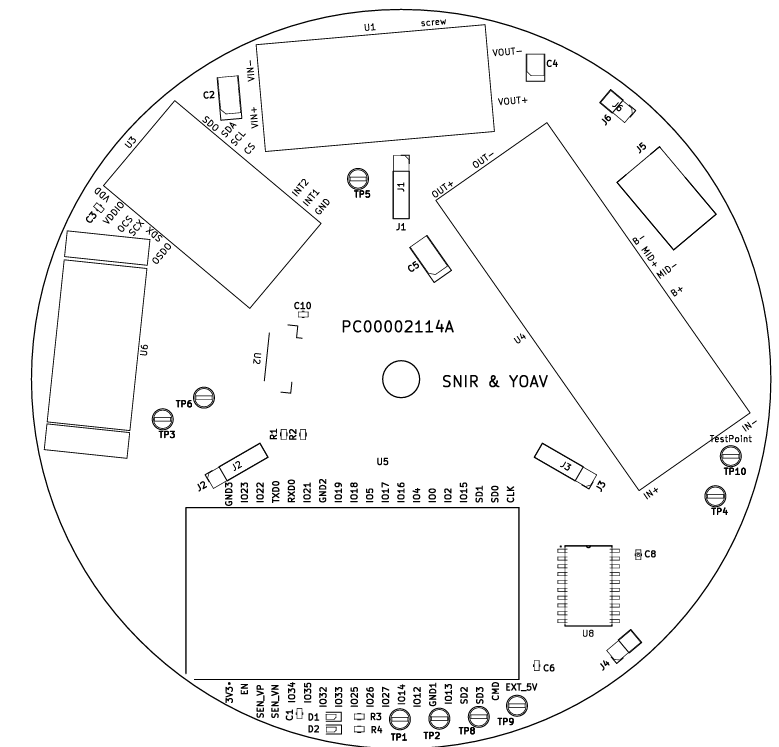 screw
U1
VOUT-
VIN-
C4
C2
VOUT+
VIN+
J6
J6
SDO
SDA
SCL
CS
U3
J5
OUT-
OUT+
INT2
INT1
GND
TP5
J1
J1
VDD
VDDIO
OCS
SCX
SDX
OSDO
C3
C5
B-
MID+
MID-
B+
C10
PC00002114A
U4
U9
U2
SNIR & YOAV
TP6
TP3
IN-
R1
R2
TestPoint
TP10
U5
J2
J2
J3
J3
IN+
TP4
GND3
IO23
IO22
TXD0
RXD0
IO21
GND2
IO19
IO18
IO5
IO17
IO16
IO4
IO0
IO2
IO15
SD1
SD0
CLK
C8
U8
J4
C6
3V3
EN
SEN_VP
SEN_VN
IO34
IO35
IO32
IO33
IO25
IO26
IO27
IO14
IO12
GND1
IO13
SD2
SD3
CMD
EXT_5V
C1
D1
R3
D2
R4
TP1
TP2
TP8
TP9